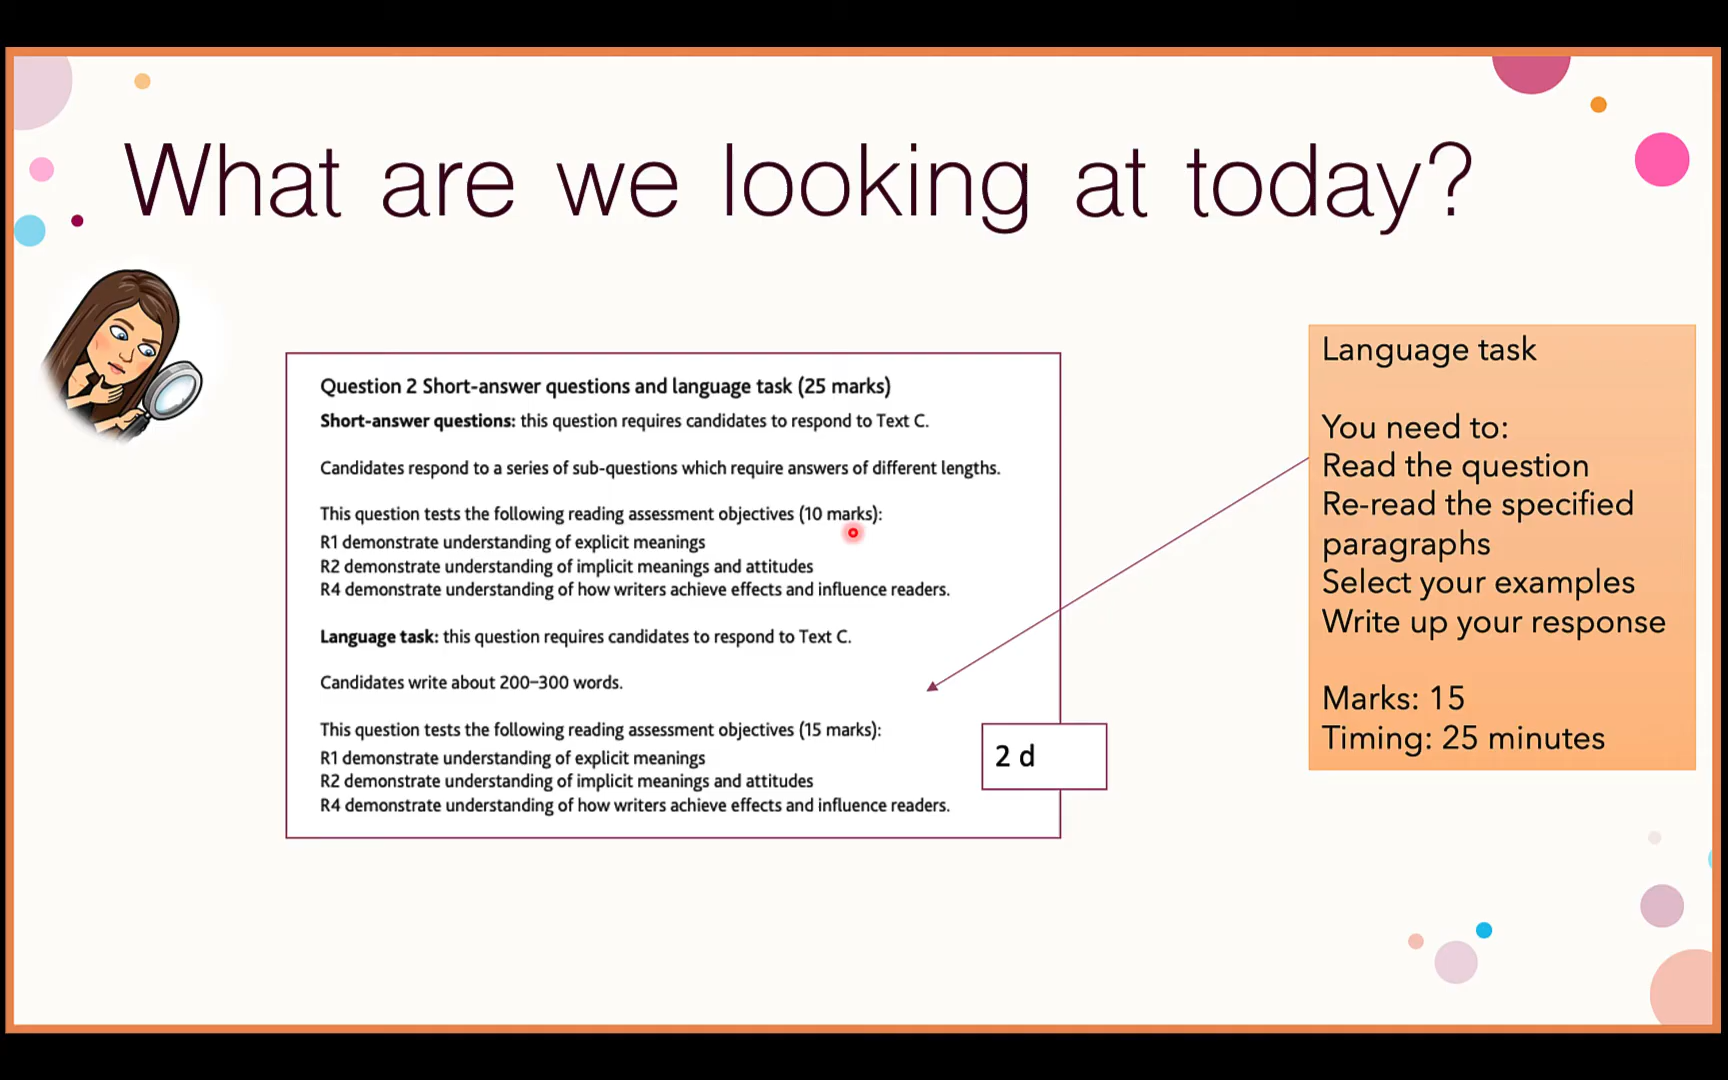 What are we looking at today?
Question 2 Short-answer questions and language task (25 marks)
Short-answer questions: this question requires candidates to respond to Text C.
Candidates respond to a series of sub-questions which require answers of different lengths.
This question tests the following reading assessment objectives (10 marks):
R1 demonstrate understanding of explicit meanings
R2 demonstrate understanding of implicit meanings and attitudes
R4 demonstrate understanding of how writers achieve effects and influence readers.
Language task: this question requires candidates to respond to Text C.
Candidates write about 200–300 words.
This question tests the following reading assessment objectives (15 marks):
R1 demonstrate understanding of explicit meanings
R2 demonstrate understanding of implicit meanings and attitudes
R4 demonstrate understanding of how writers achieve effects and influence readers.
2 d
Language task
You need to:
Read the question
Re-read the specified
paragraphs
Select your examples
Write up your response
Marks: 15
Timing: 25 minutes